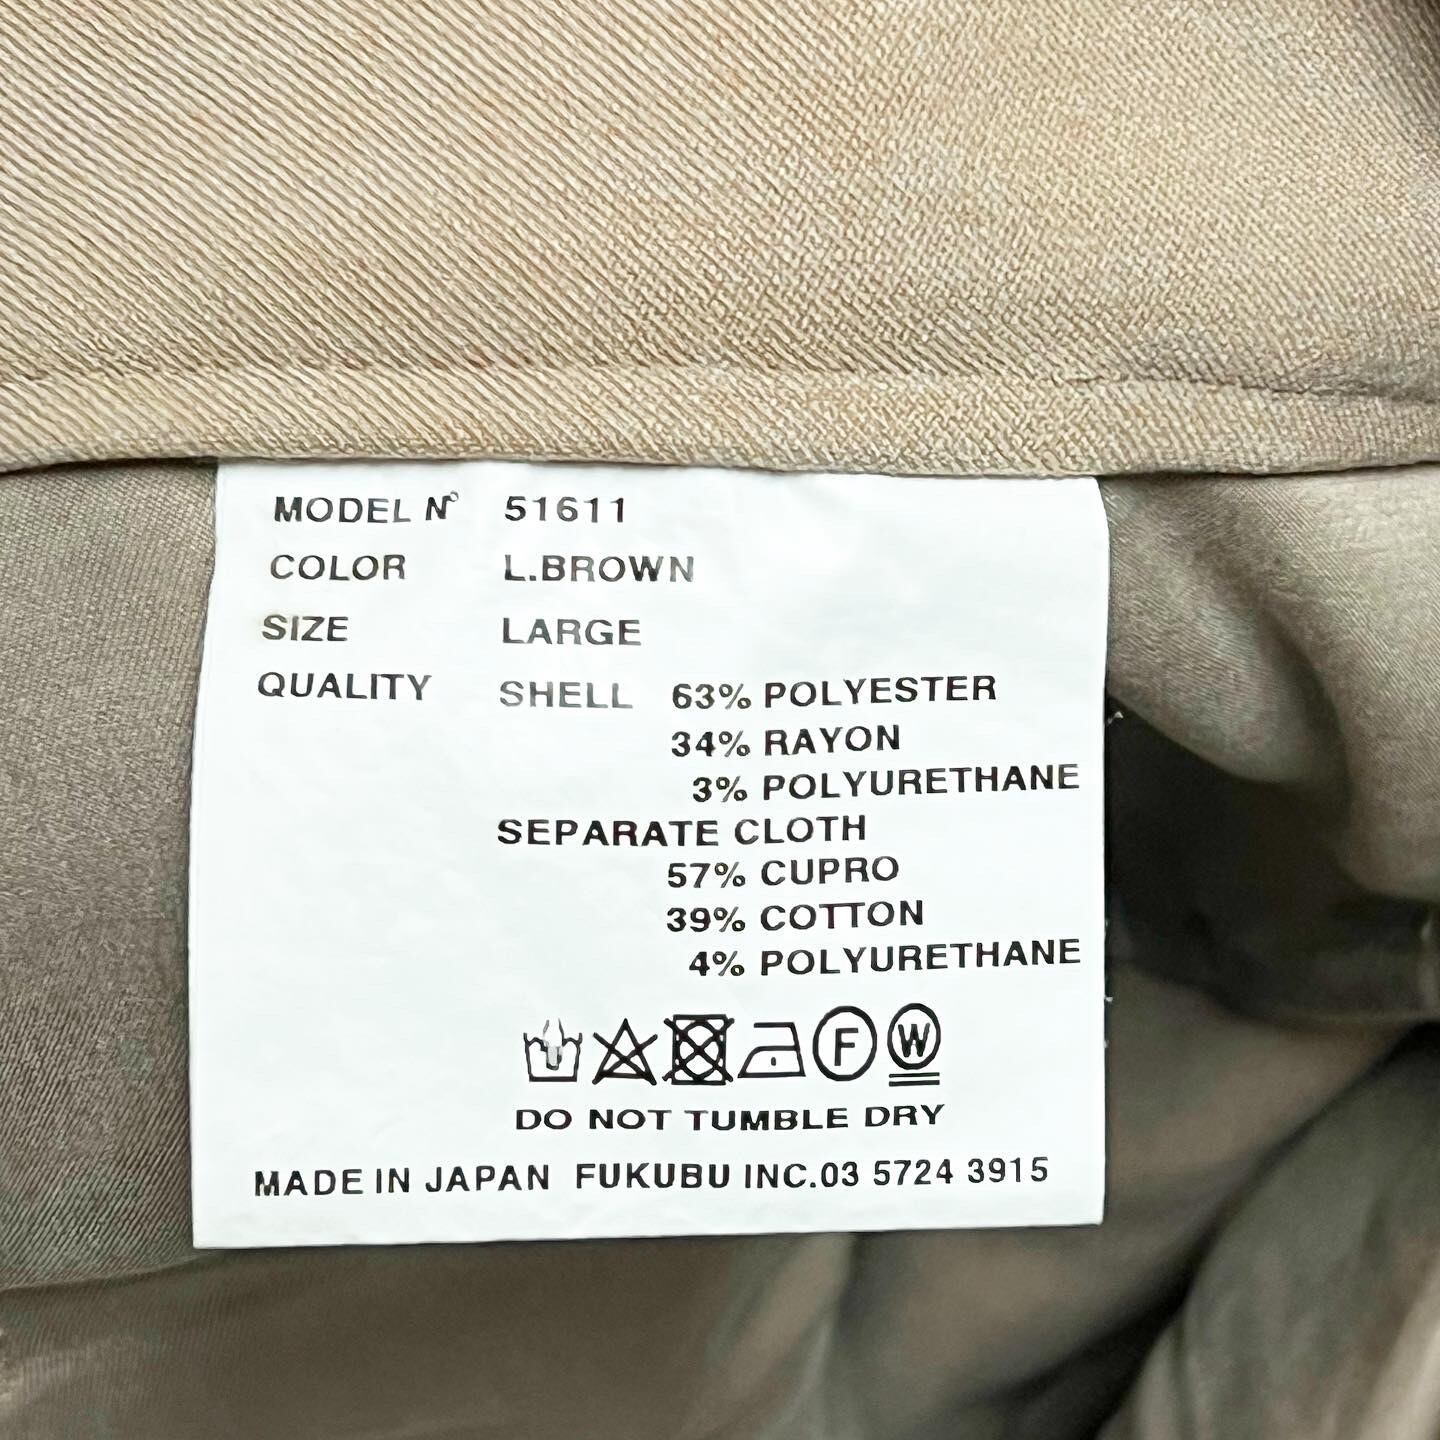 MODEL N° 51611
COLOR L.BROWN
SIZE LARGE
QUALITY SHELL 63% POLYESTER
34% RAYON
3% POLYURETHANE
SEPARATE CLOTH
57% CUPRO
39% COTTON
4% POLYURETHANE
F W
DO NOT TUMBLE DRY
MADE IN JAPAN FUKUBU INC.03 5724 3915